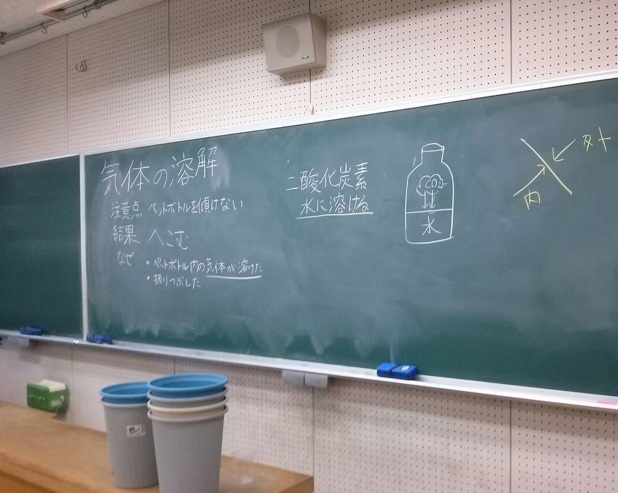 気体の溶解
注意点 ペットボトルを傾けない
結果 へこむ
なぜ
・ペットボトル内の気体が溶けた
・握りつぶした
二酸化炭素
水に溶ける
CO2
水
外
内